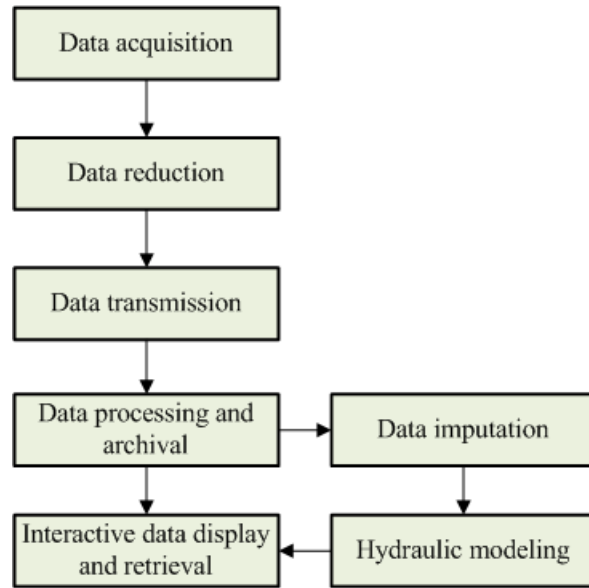 Data acquisition
Data reduction
Data transmission
Data processing and
archival
Data imputation
Interactive data display
and retrieval
Hydraulic modeling